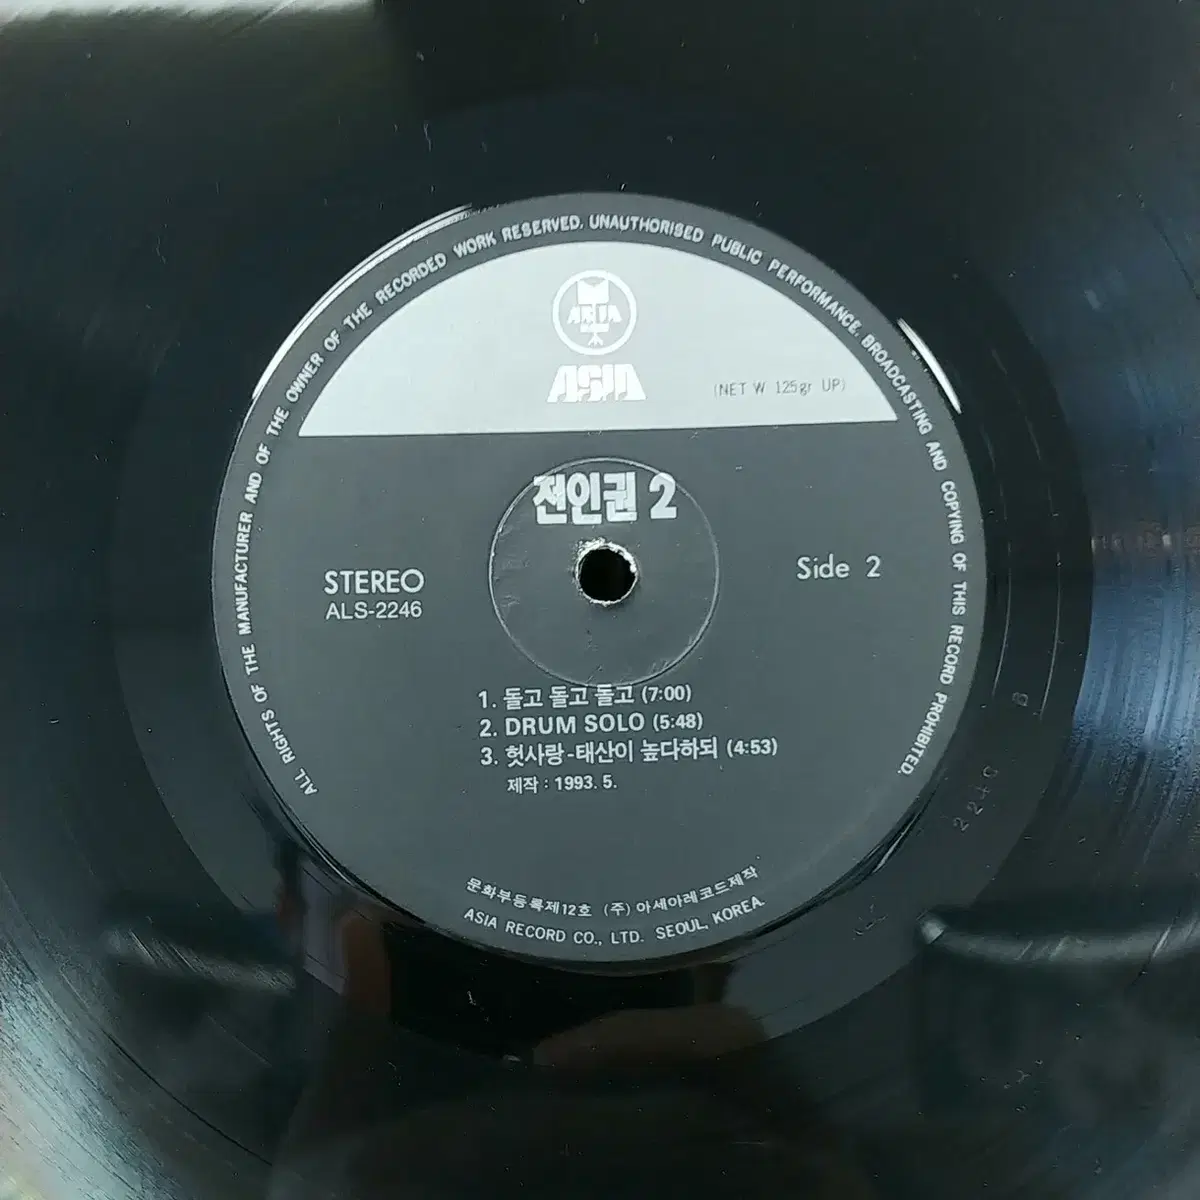 ALL RIGHTS OF THE MANUFACTURER AND OF THE OWNER OF THE RECORDED WORK RESERVED. UNAUTHORISED PUBLIC PERFORMANCE. BROADCASTING AND COPYING OF THIS RECORD PROHIBITED.
ASIA
(NET W 125gr UP)
전인권 2
STEREO
ALS-2246
Side 2
1. 돌고 돌고 돌고 (7:00)
2. DRUM SOLO (5:48)
3. 헛사랑-태산이 높다하되 (4:53)
제작 : 1993. 5.
문화부등록제12호 (주) 아세아레코드제작
ASIA RECORD CO., LTD. SEOUL, KOREA.